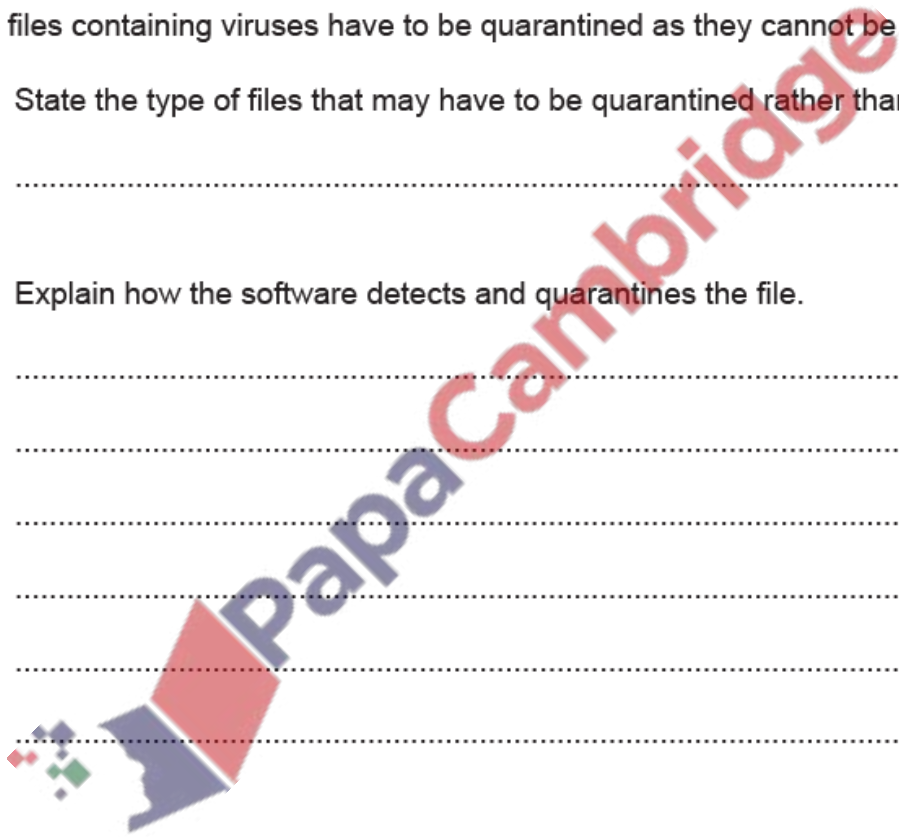 files containing viruses have to be quarantined as they cannot be
State the type of files that may have to be quarantined rather
Explain how the software detects and quarantines the file.
PapaCambridge